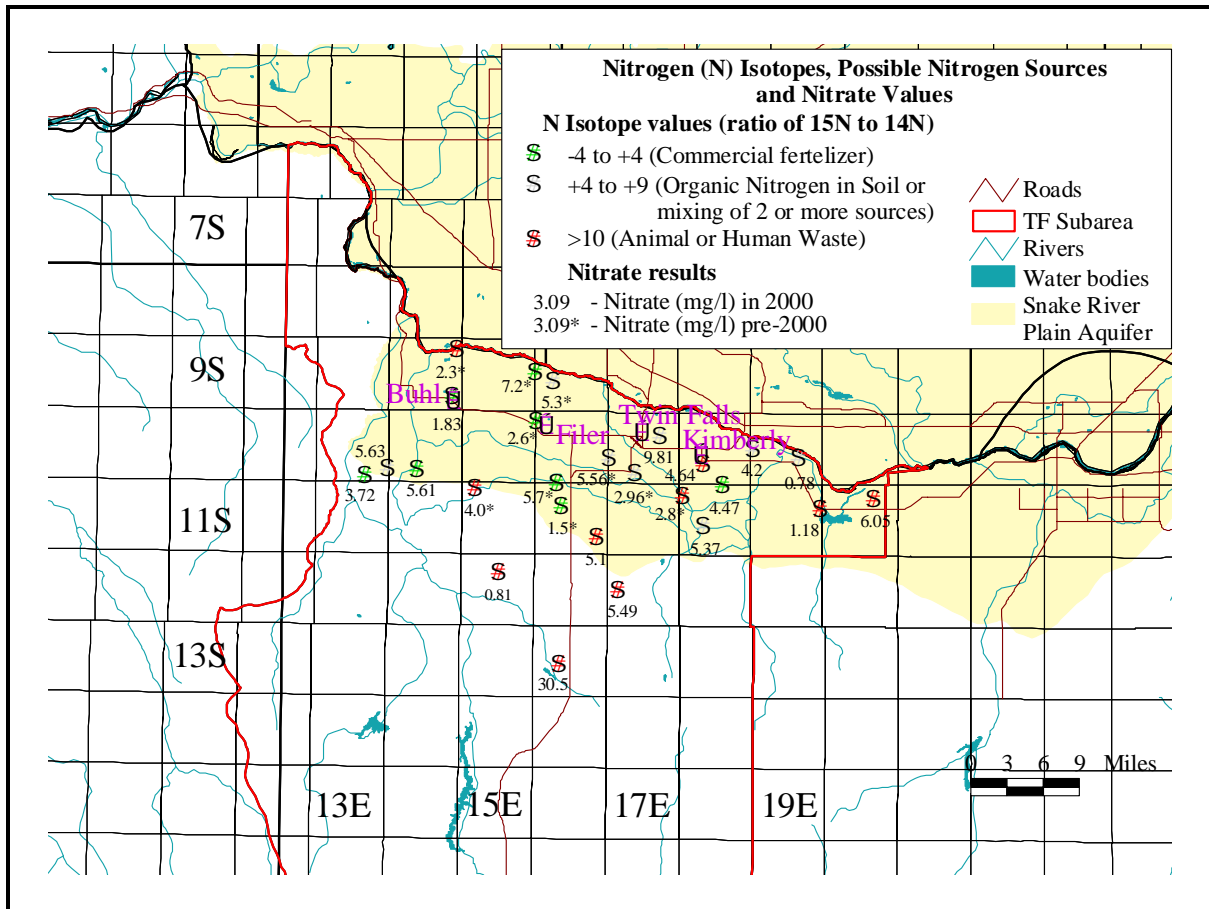 Nitrogen (N) Isotopes, Possible Nitrogen Sources
and Nitrate Values
N Isotope values (ratio of 15N to 14N)
S -4 to +4 (Commercial fertelizer)
S +4 to +9 (Organic Nitrogen in Soil or
mixing of 2 or more sources)
S >10 (Animal or Human Waste)
Nitrate results
3.09 - Nitrate (mg/l) in 2000
3.09* - Nitrate (mg/l) pre-2000
Roads
TF Subarea
Rivers
Water bodies
Snake River
Plain Aquifer
7S
9S
11S
13S
13E
15E
17E
19E
2.3*
Buhl
1.83
7.2*
5.3*
2.6*
Filer
Twin Falls
9.81
Kimberly
4.64
4.2
0.78
5.63
3.72
5.61
4.0*
5.7*
1.5*
5.56*
2.96*
2.8*
4.47
5.37
1.18
6.05
5.1
0.81
5.49
30.5
0 3 6 9 Miles